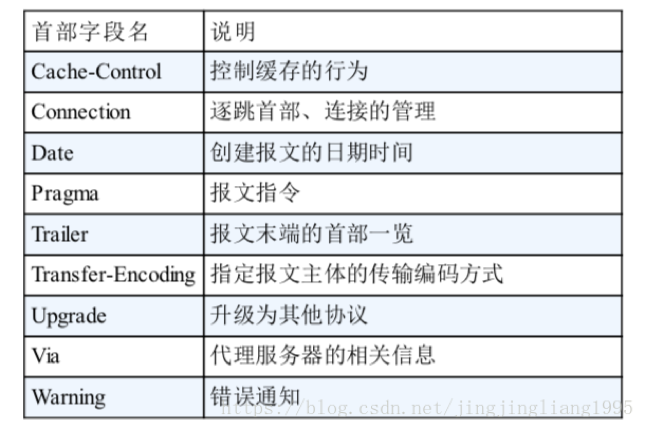 首部字段名 说明
Cache-Control 控制缓存的行为
Connection 逐跳首部、连接的管理
Date 创建报文的日期时间
Pragma 报文指令
Trailer 报文末端的首部一览
Transfer-Encoding 指定报文主体的传输编码方式
Upgrade 升级为其他协议
Via 代理服务器的相关信息
Warning 错误通知
https://blog.csdn.net/jingjingliang1995